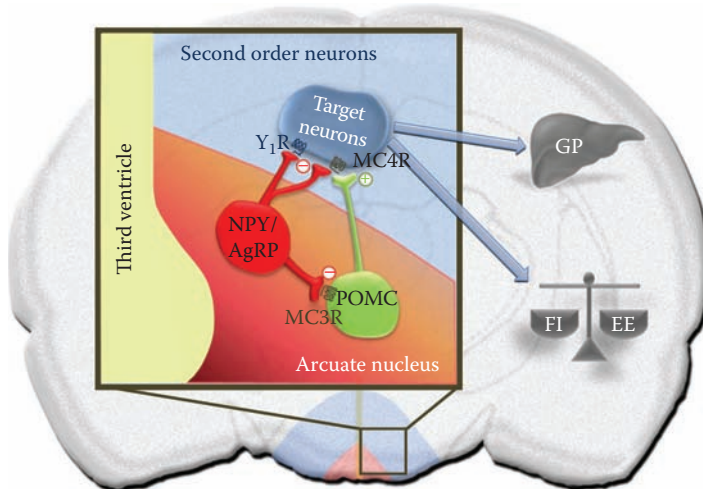 Second order neurons
Target
neurons
Y₁R
MC4R
GP
Third ventricle
NPY/
AgRP
POMC
MC3R
FI
EE
Arcuate nucleus